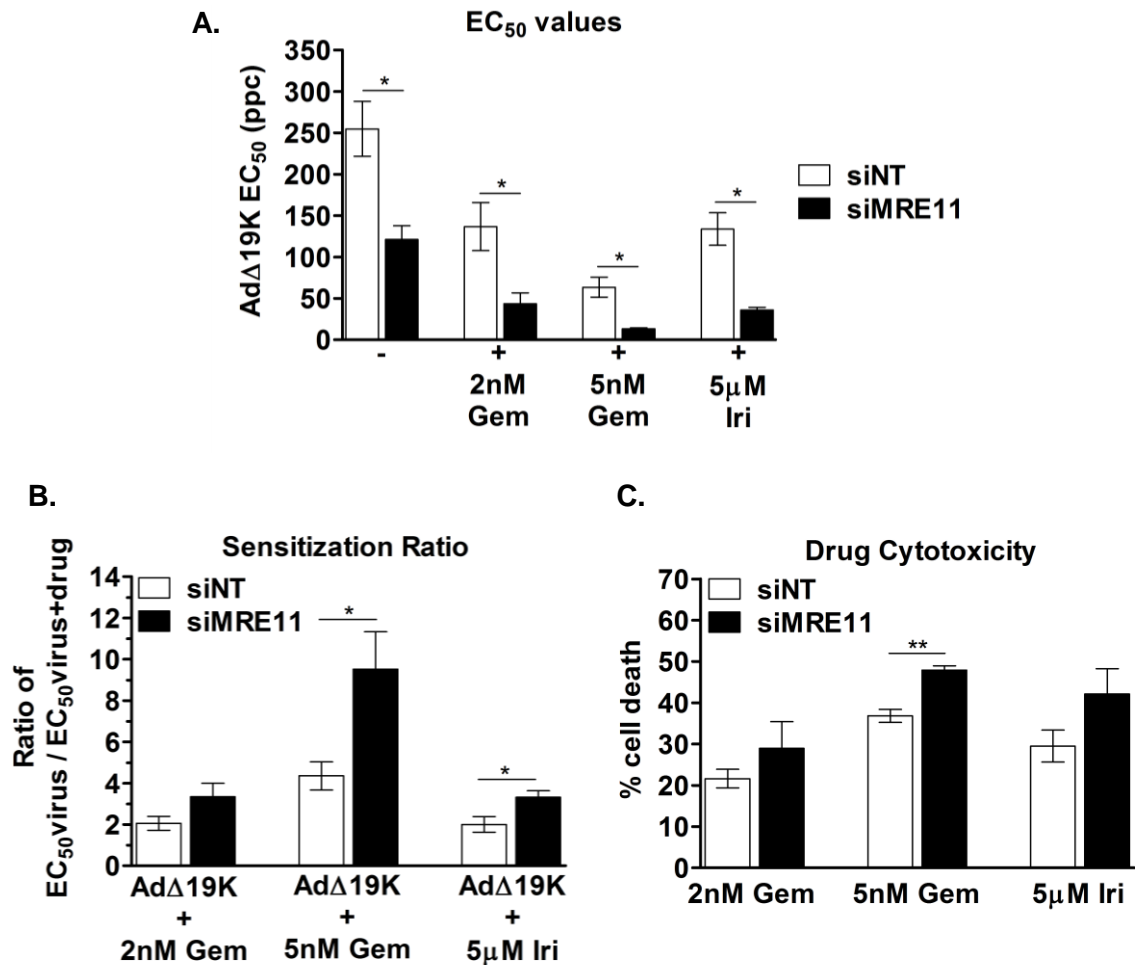 A.
EC50 values
AdΔ19K EC50 (ppc)
350
300
250
200
150
100
50
0
*
*
*
*
siNT
siMRE11
- + + +
2nM 5nM 5μM
Gem Gem Iri
B.
Sensitization Ratio
Ratio of
EC50virus / EC50virus+drug
14
12
10
8
6
4
2
0
siNT
siMRE11
*
*
AdΔ19K AdΔ19K AdΔ19K
+ + +
2nM Gem 5nM Gem 5μM Iri
C.
Drug Cytotoxicity
% cell death
70
60
50
40
30
20
10
0
siNT
siMRE11
**
2nM Gem 5nM Gem 5μM Iri